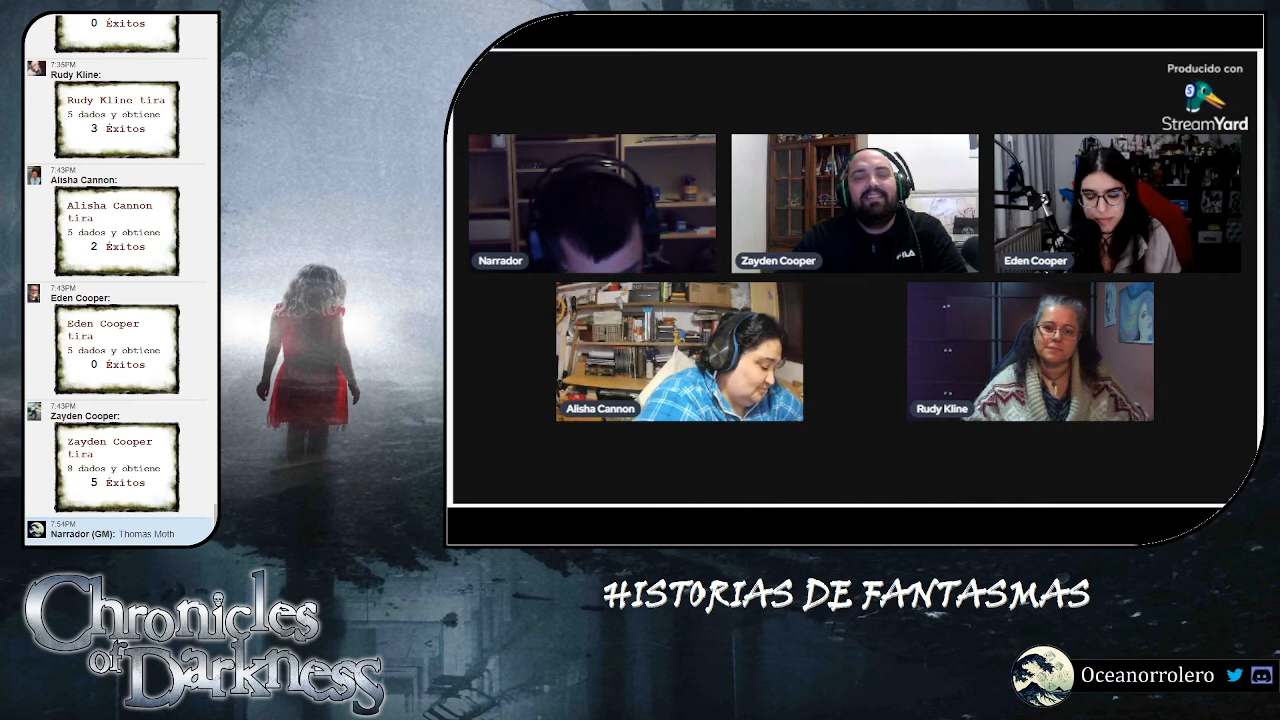 0 Éxitos
7:35PM
Rudy Kline:
Rudy Kline tira
5 dados y obtiene
3 Éxitos
7:43PM
Alisha Cannon:
Alisha Cannon
tira
5 dados y obtiene
2 Éxitos
7:43PM
Eden Cooper:
Eden Cooper
tira
5 dados y obtiene
0 Éxitos
7:43PM
Zayden Cooper:
Zayden Cooper
tira
8 dados y obtiene
5 Éxitos
7:54PM
Narrador (GM): Thomas Moth
Producido con
StreamYard
Narrador
Zayden Cooper
FILA
Eden Cooper
Alisha Cannon
Rudy Kline
Chronicles
of Darkness
HISTORIAS DE FANTASMAS
Oceanorrolero